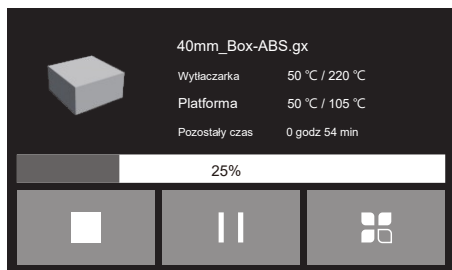 40mm_Box-ABS.gx
Wytłaczarka 50 ℃ / 220 ℃
Platforma 50 ℃ / 105 ℃
Pozostały czas 0 godz 54 min
25%